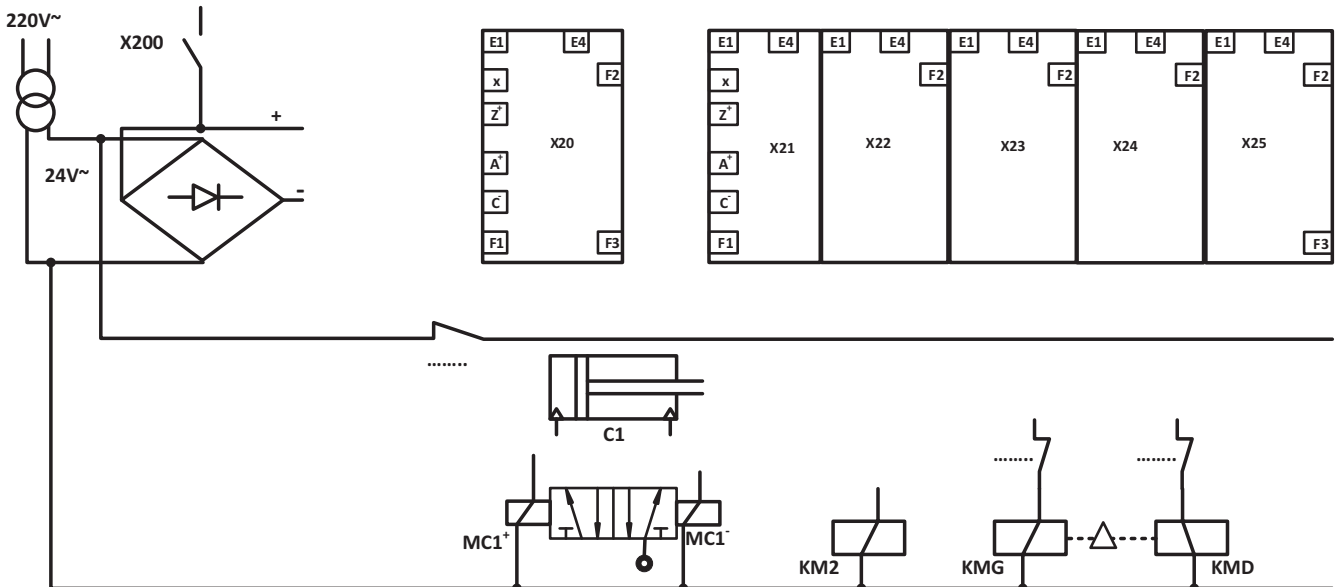 220V~
X200
+
24V~
-
E1 E4
x F2
Z+
X20
A+
C-
F1 F3
E1 E4 E1 E4 E1 E4 E1 E4 E1 E4
x F2 F2 F2 F2
Z+
X21 X22 X23 X24 X25
A+
C-
F1 F3
........
C1
........ ........
MC1+ MC1-
KM2 KMG KMD